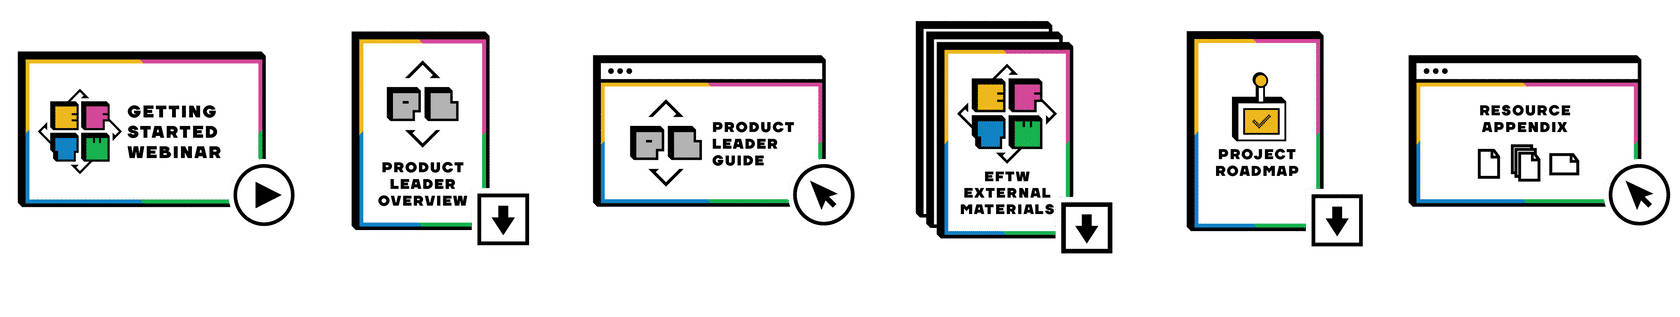 GETTING
STARTED
WEBINAR
PRODUCT
LEADER
OVERVIEW
PRODUCT
LEADER
GUIDE
EFTW
EXTERNAL
MATERIALS
PROJECT
ROADMAP
RESOURCE
APPENDIX